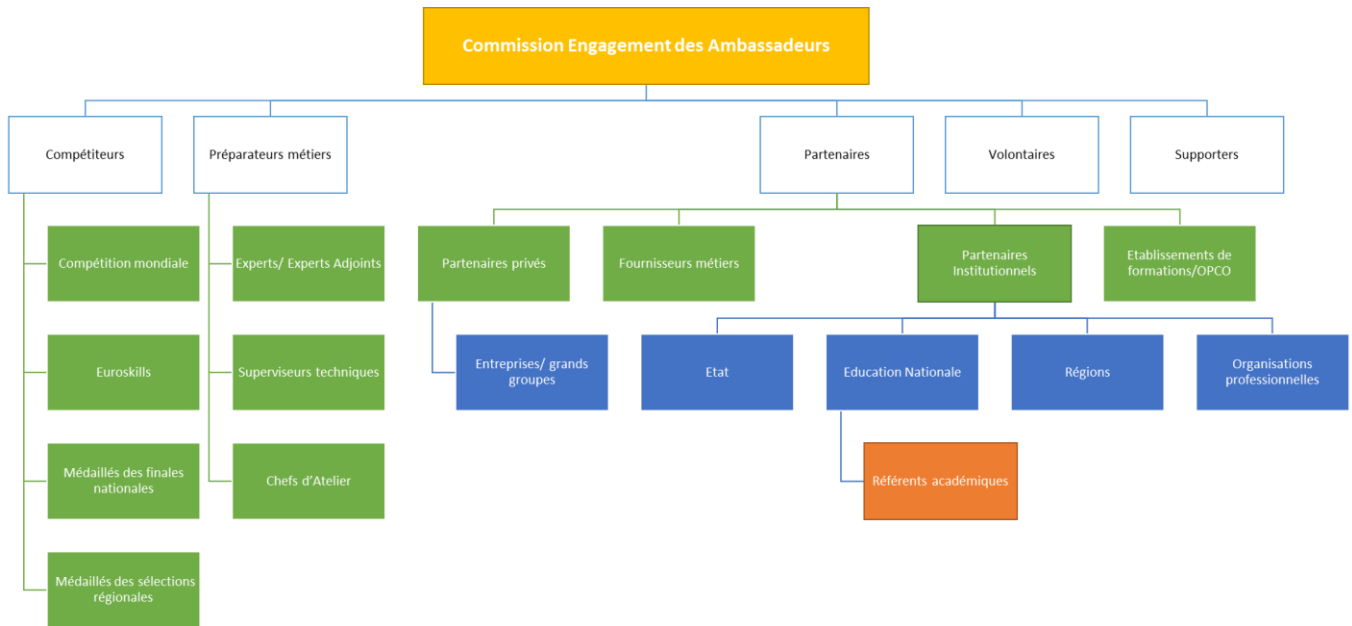 Commission Engagement des Ambassadeurs
Compétiteurs
Préparateurs métiers
Partenaires
Volontaires
Supporters
Compétition mondiale
Experts/ Experts Adjoints
Partenaires privés
Fournisseurs métiers
Partenaires
Institutionnels
Etablissements de
formations/OPCO
Euroskills
Superviseurs techniques
Entreprises/ grands
groupes
Etat
Education Nationale
Régions
Organisations
professionnelles
Médaillés des finales
nationales
Chefs d’Atelier
Référents académiques
Médaillés des sélections
régionales